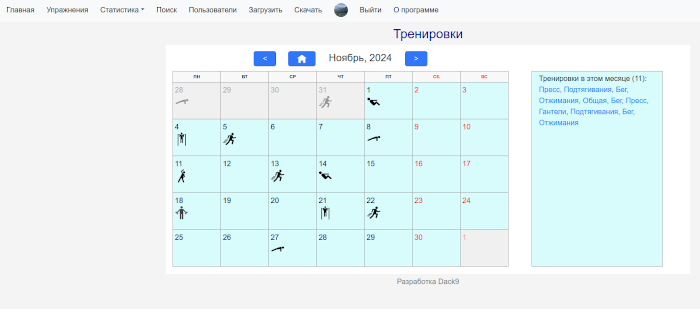 Главная Упражнения Статистика Поиск Пользователи Загрузить Скачать Выйти О программе
Тренировки
< Ноябрь, 2024 >
ПН ВТ СР ЧТ ПТ СБ ВС
28 29 30 31 1 2 3
4 5 6 7 8 9 10
11 12 13 14 15 16 17
18 19 20 21 22 23 24
25 26 27 28 29 30 1
Тренировки в этом месяце (11):
Пресс, Подтягивания, Бег,
Отжимания, Общая, Бег, Пресс,
Гантели, Подтягивания, Бег,
Отжимания
Разработка Dack9